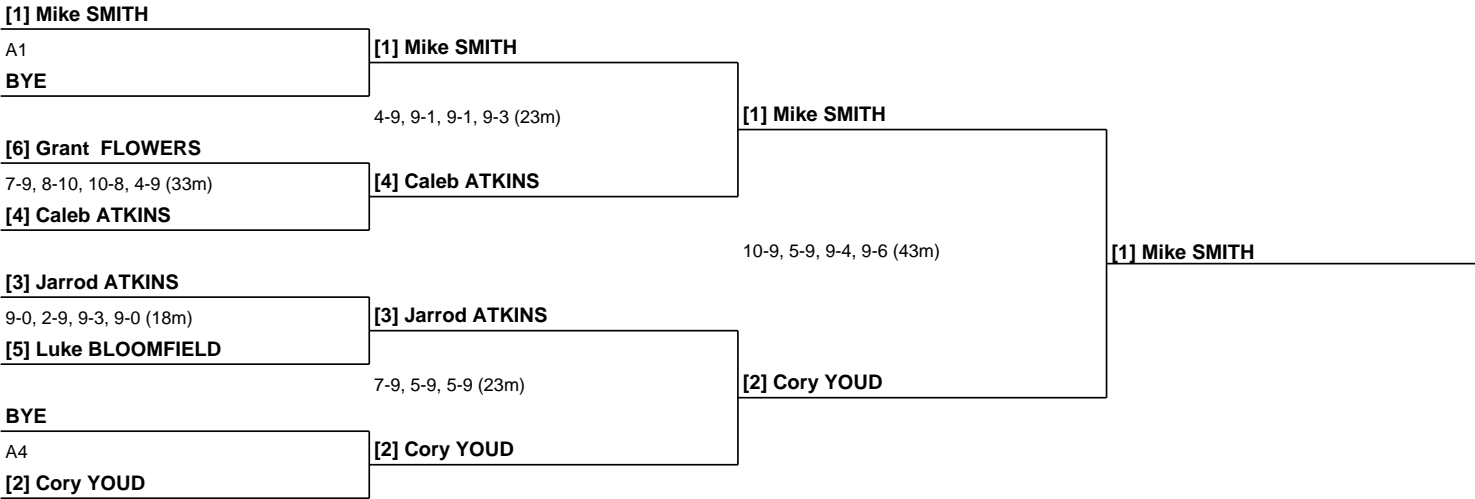 [1] Mike SMITH
A1
BYE
[6] Grant  FLOWERS
7-9, 8-10, 10-8, 4-9 (33m)
[4] Caleb ATKINS
[3] Jarrod ATKINS
9-0, 2-9, 9-3, 9-0 (18m)
[5] Luke BLOOMFIELD
BYE
A4
[2] Cory YOUD
[1] Mike SMITH
4-9, 9-1, 9-1, 9-3 (23m)
[4] Caleb ATKINS
[3] Jarrod ATKINS
7-9, 5-9, 5-9 (23m)
[2] Cory YOUD
[1] Mike SMITH
10-9, 5-9, 9-4, 9-6 (43m)
[2] Cory YOUD
[1] Mike SMITH